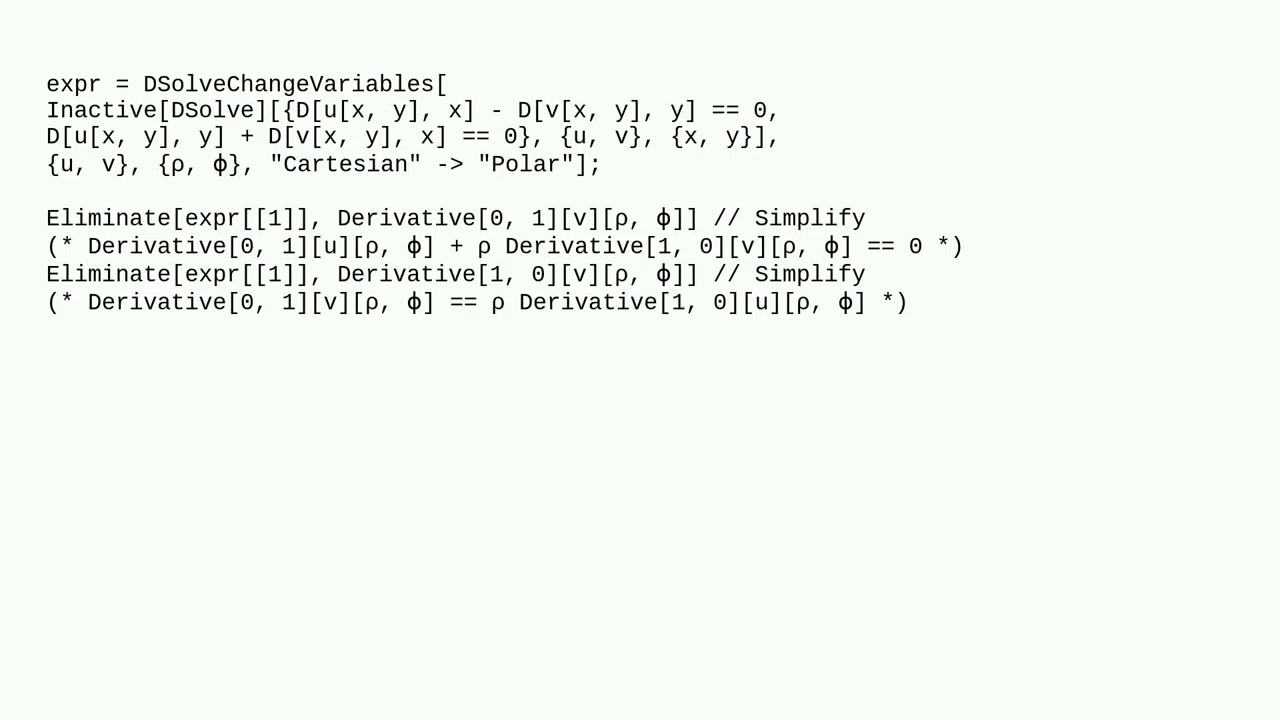 expr = DSolveChangeVariables[
Inactive[DSolve][{D[u[x, y], x] - D[v[x, y], y] == 0,
D[u[x, y], y] + D[v[x, y], x] == 0}, {u, v}, {x, y}],
{u, v}, {ρ, ϕ}, "Cartesian" -> "Polar"];
Eliminate[expr[[1]], Derivative[0, 1][v][ρ, ϕ]] // Simplify
(* Derivative[0, 1][u][ρ, ϕ] + ρ Derivative[1, 0][v][ρ, ϕ] == 0 *)
Eliminate[expr[[1]], Derivative[1, 0][v][ρ, ϕ]] // Simplify
(* Derivative[0, 1][v][ρ, ϕ] == ρ Derivative[1, 0][u][ρ, ϕ] *)